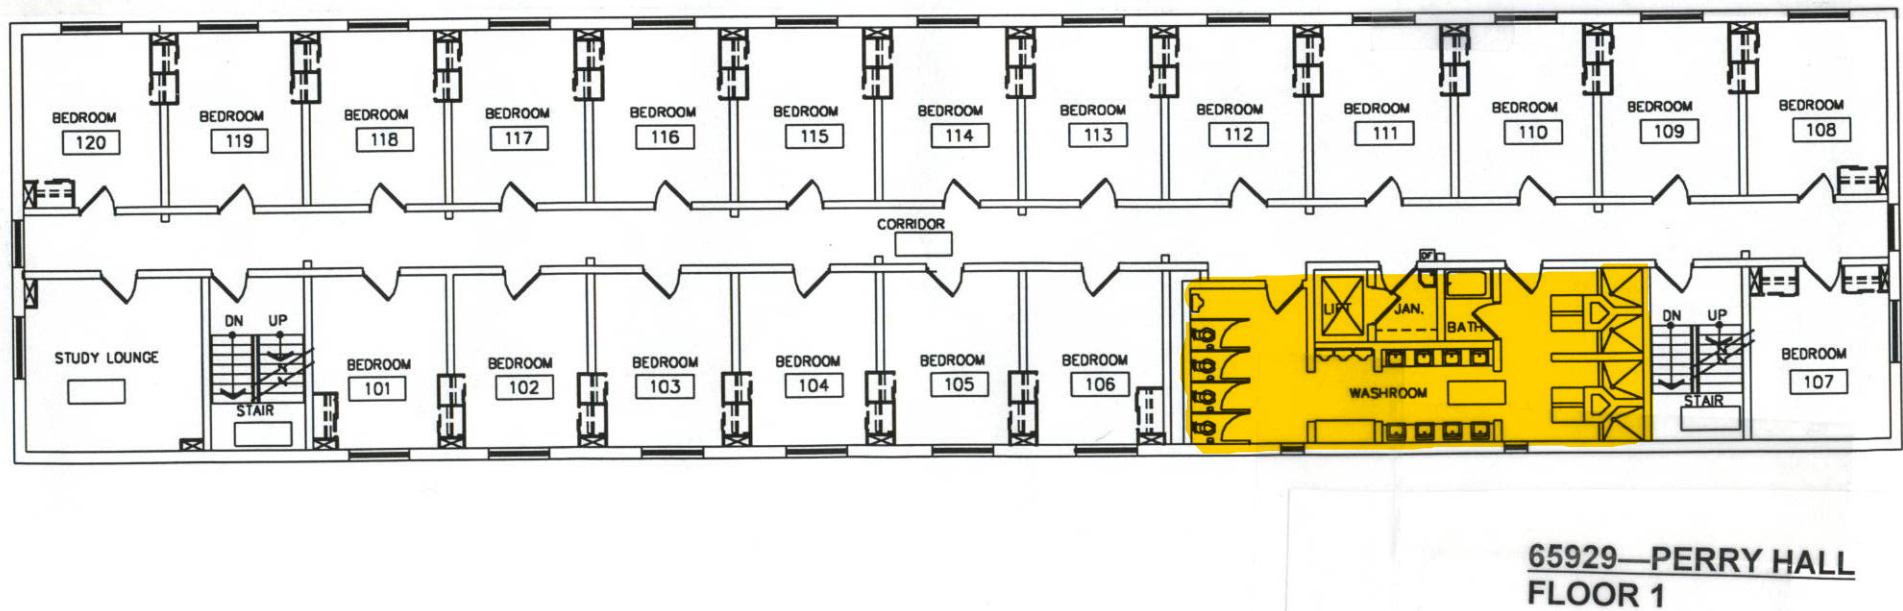 BEDROOM
120
BEDROOM
119
BEDROOM
118
BEDROOM
117
BEDROOM
116
BEDROOM
115
BEDROOM
114
BEDROOM
113
BEDROOM
112
BEDROOM
111
BEDROOM
110
BEDROOM
109
BEDROOM
108
CORRIDOR
DF
STUDY LOUNGE
DN UP
STAIR
BEDROOM
101
BEDROOM
102
BEDROOM
103
BEDROOM
104
BEDROOM
105
BEDROOM
106
LIFT
JAN.
BATH
WASHROOM
DN UP
STAIR
BEDROOM
107
65929—PERRY HALL
FLOOR 1